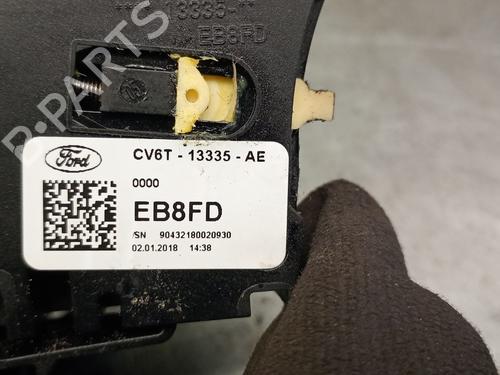 13335-**
EB8FD
B-PARTS
Ford
CV6T - 13335 - AE
0000
EB8FD
/SN 90432180020930
02.01.2018 14:38